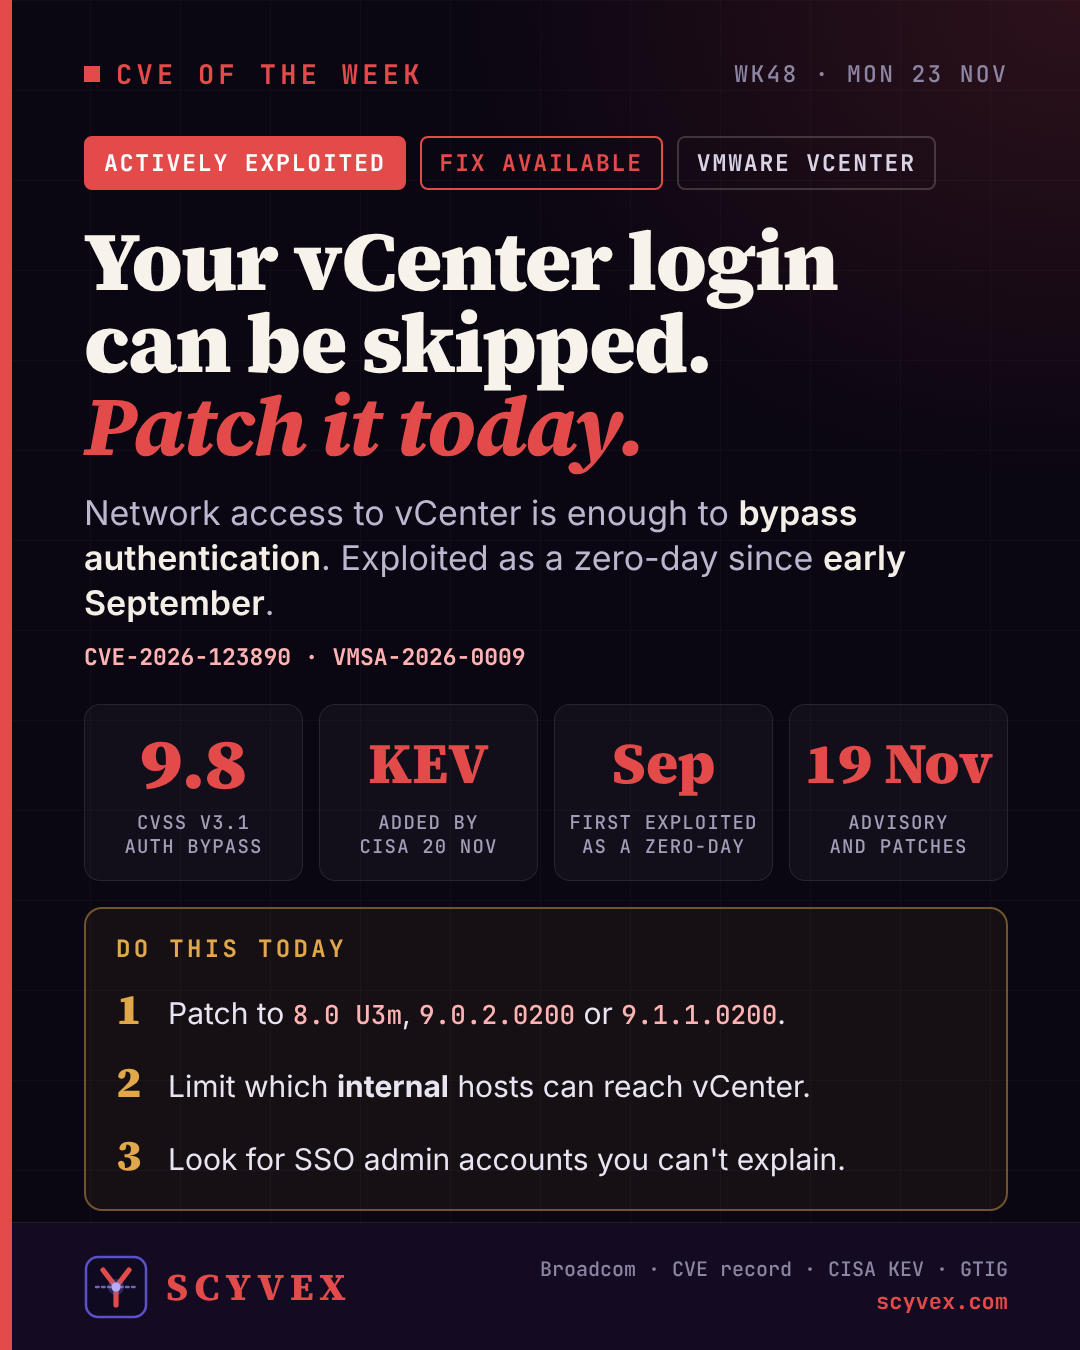 CVE OF THE WEEK
WK48 · MON 23 NOV
ACTIVELY EXPLOITED
FIX AVAILABLE
VMWARE VCENTER
Your vCenter login
can be skipped.
Patch it today.
Network access to vCenter is enough to bypass
authentication. Exploited as a zero-day since early
September.
CVE-2026-123890 · VMSA-2026-0009
9.8
CVSS V3.1
AUTH BYPASS
KEV
ADDED BY
CISA 20 NOV
Sep
FIRST EXPLOITED
AS A ZERO-DAY
19 Nov
ADVISORY
AND PATCHES
DO THIS TODAY
1 Patch to 8.0 U3m, 9.0.2.0200 or 9.1.1.0200.
2 Limit which internal hosts can reach vCenter.
3 Look for SSO admin accounts you can't explain.
SCYVEX
Broadcom · CVE record · CISA KEV · GTIG
scyvex.com